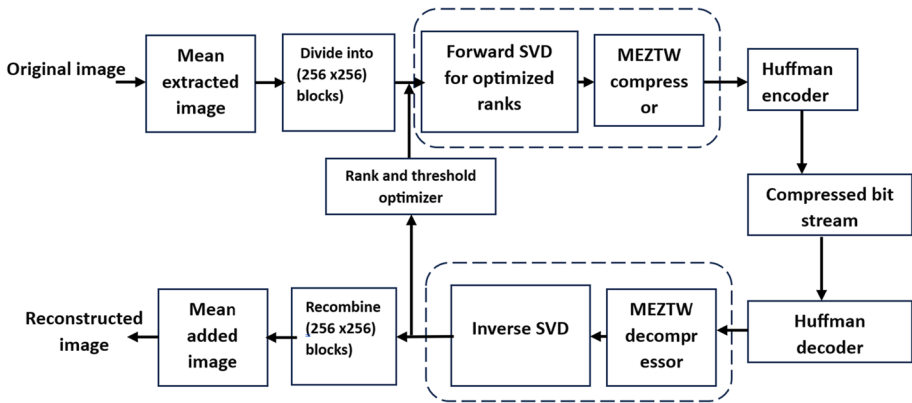 Original image
Mean
extracted
image
Divide into
(256 x256)
blocks)
Forward SVD
for optimized
ranks
MEZTW
compress
or
Huffman
encoder
Rank and threshold
optimizer
Compressed bit
stream
Reconstructed
image
Mean
added
image
Recombine
(256 x256)
blocks)
Inverse SVD
MEZTW
decompr
essor
Huffman
decoder